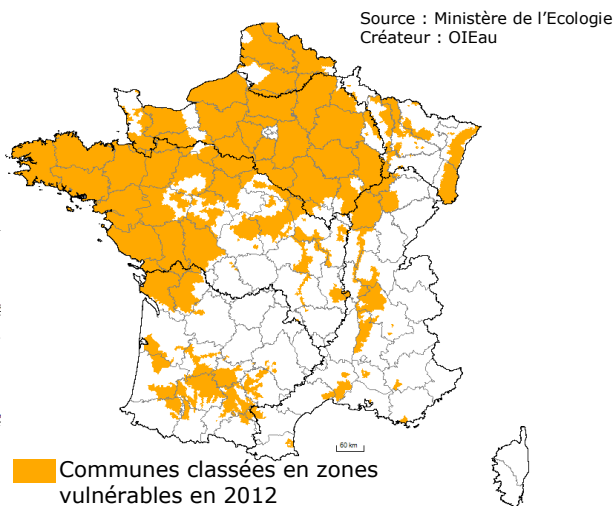 Source : Ministère de l'Ecologie
Créateur : OIEau
60 km
Communes classées en zones
vulnérables en 2012